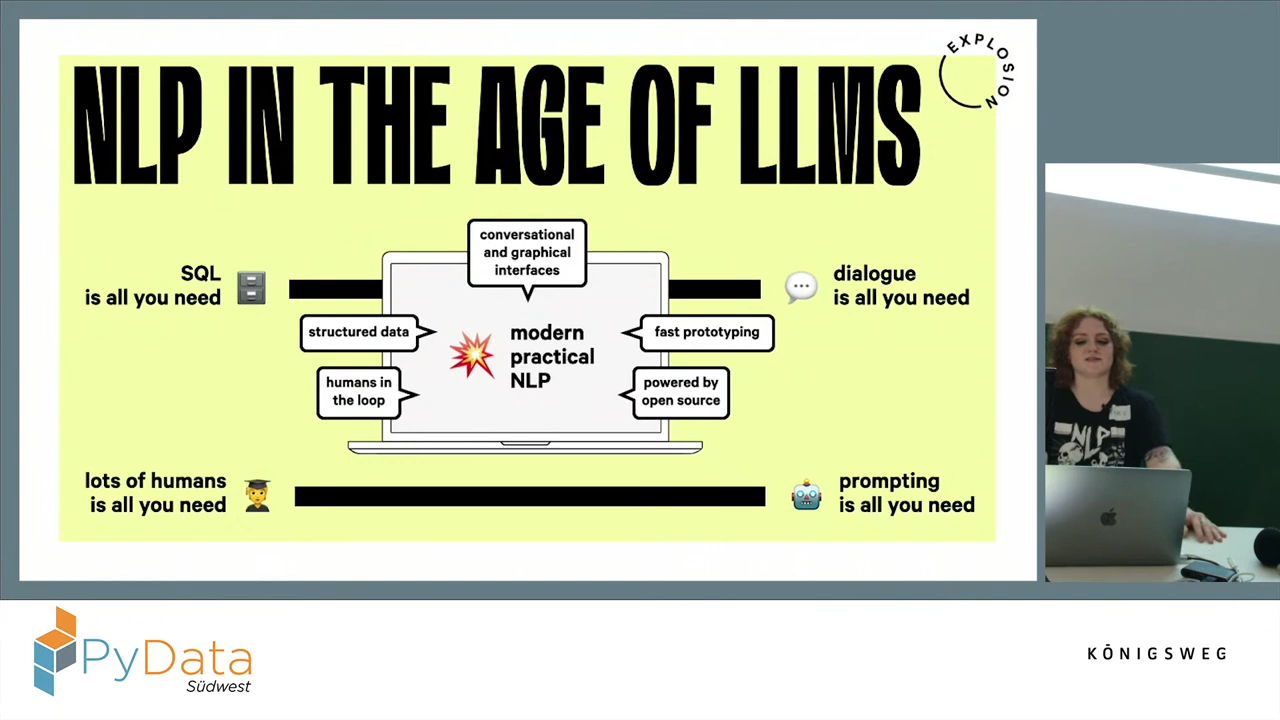 EXPLOSION
NLP IN THE AGE OF LLMS
conversational
and graphical
interfaces
SQL
is all you need
dialogue
is all you need
structured data
modern
practical
NLP
fast prototyping
humans in
the loop
powered by
open source
lots of humans
is all you need
prompting
is all you need
NLP
PyData
Südwest
KÖNIGSWEG